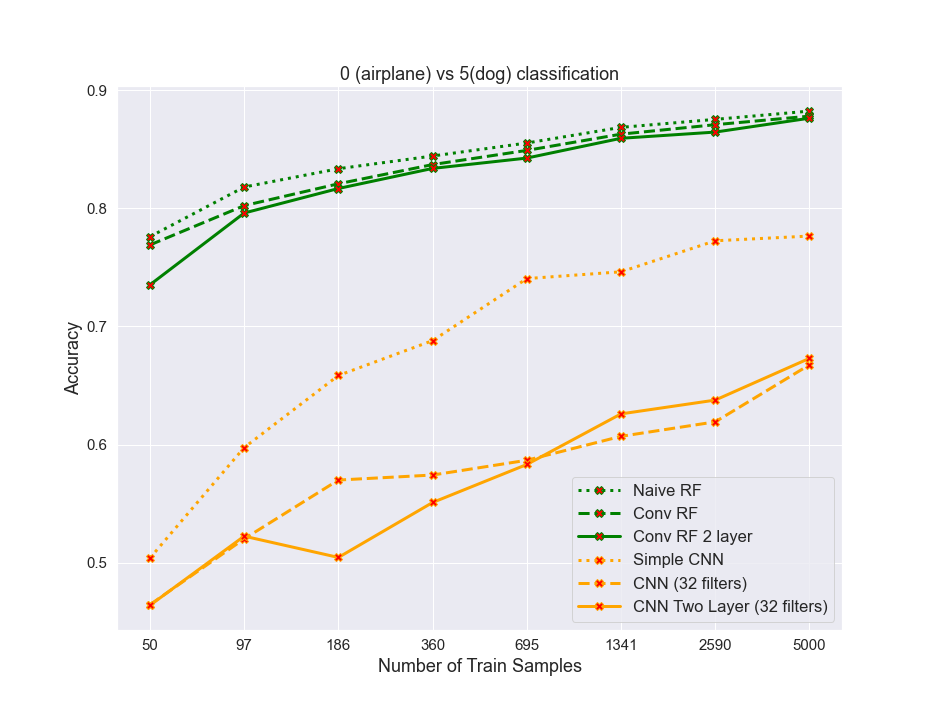 0 (airplane) vs 5(dog) classification
0.9
0.8
0.7
0.6
0.5
Accuracy
50 97 186 360 695 1341 2590 5000
Number of Train Samples
Naive RF
Conv RF
Conv RF 2 layer
Simple CNN
CNN (32 filters)
CNN Two Layer (32 filters)